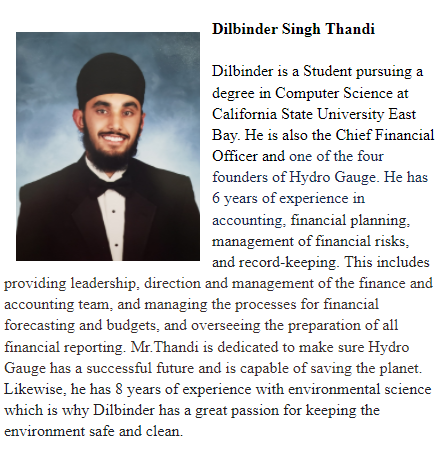 Dilbinder Singh Thandi
Dilbinder is a Student pursuing a
degree in Computer Science at
California State University East
Bay. He is also the Chief Financial
Officer and one of the four
founders of Hydro Gauge. He has
6 years of experience in
accounting, financial planning,
management of financial risks,
and record-keeping. This includes
providing leadership, direction and management of the finance and
accounting team, and managing the processes for financial
forecasting and budgets, and overseeing the preparation of all
financial reporting. Mr.Thandi is dedicated to make sure Hydro
Gauge has a successful future and is capable of saving the planet.
Likewise, he has 8 years of experience with environmental science
which is why Dilbinder has a great passion for keeping the
environment safe and clean.